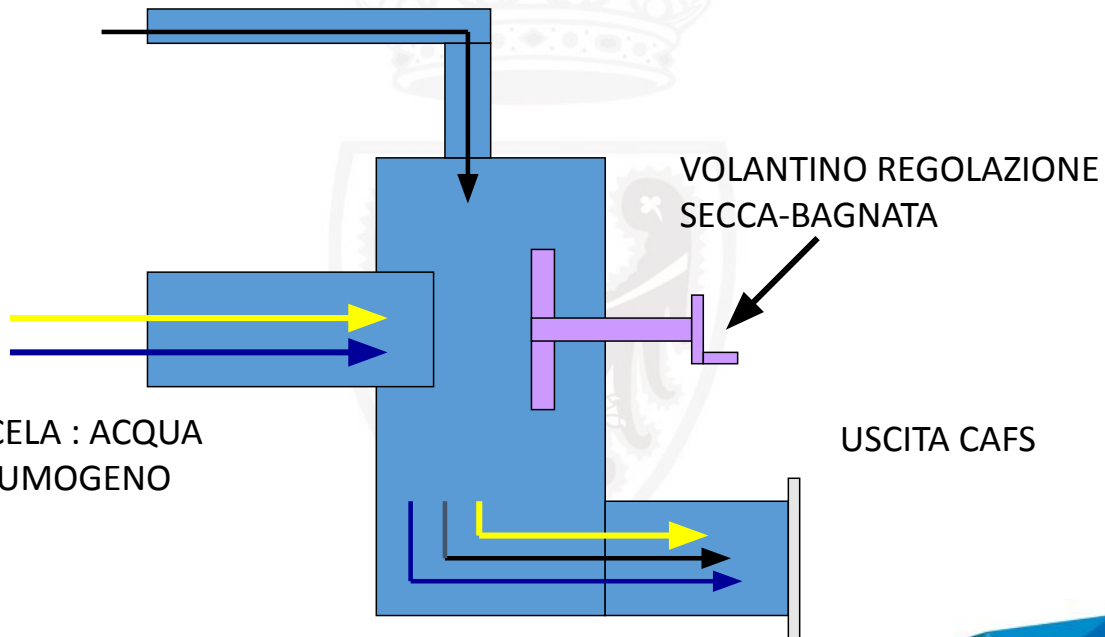 VOLANTINO REGOLAZIONE
SECCA-BAGNATA
CELA : ACQUA
UMOGENO
USCITA CAFS